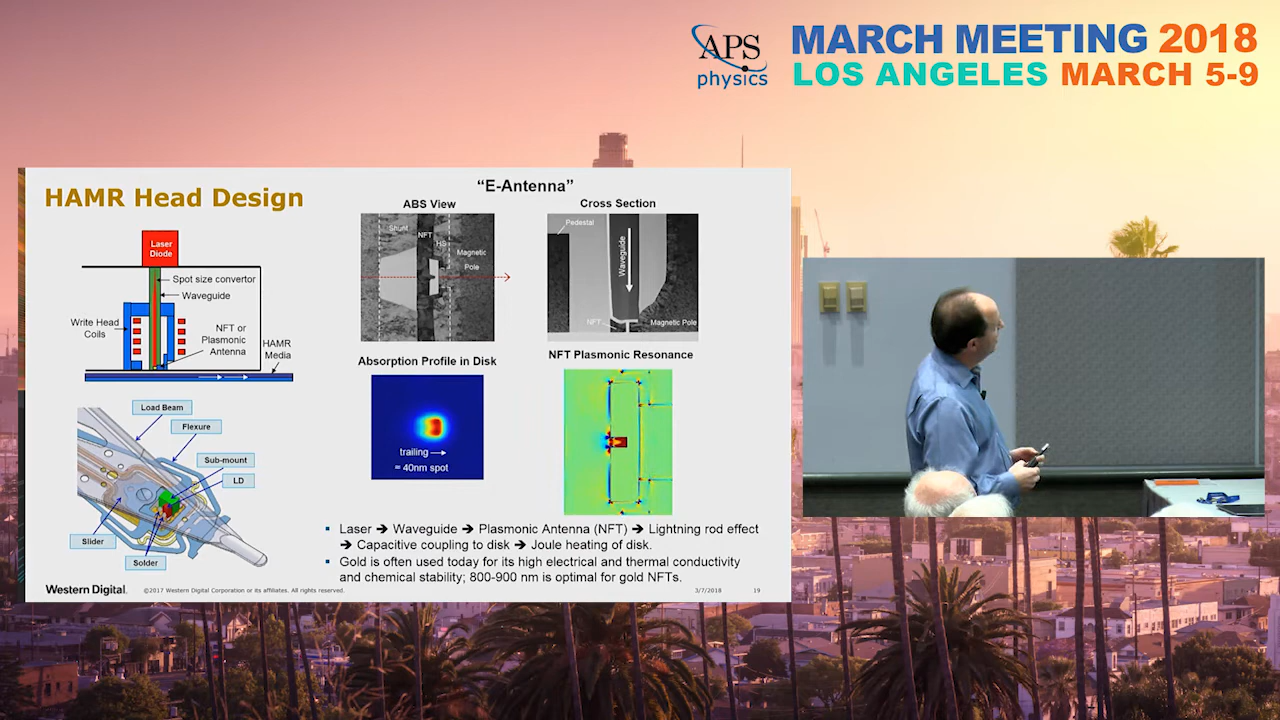 APS
physics
MARCH MEETING 2018
LOS ANGELES MARCH 5-9
HAMR Head Design
"E-Antenna"
ABS View
Cross Section
Shunt
NFT
HS
Magnetic
Pole
Pedestal
Waveguide
NFT
Magnetic Pole
Laser
Diode
Spot size convertor
Waveguide
Write Head
Coils
NFT or
Plasmonic
Antenna
HAMR
Media
Absorption Profile in Disk
NFT Plasmonic Resonance
trailing →
≈ 40nm spot
Load Beam
Flexure
Sub-mount
LD
Slider
Solder
▪ Laser ➔ Waveguide ➔ Plasmonic Antenna (NFT) ➔ Lightning rod effect
➔ Capacitive coupling to disk ➔ Joule heating of disk.
▪ Gold is often used today for its high electrical and thermal conductivity
and chemical stability; 800-900 nm is optimal for gold NFTs.
Western Digital. ©2017 Western Digital Corporation or its affiliates. All rights reserved. 3/7/2018 19